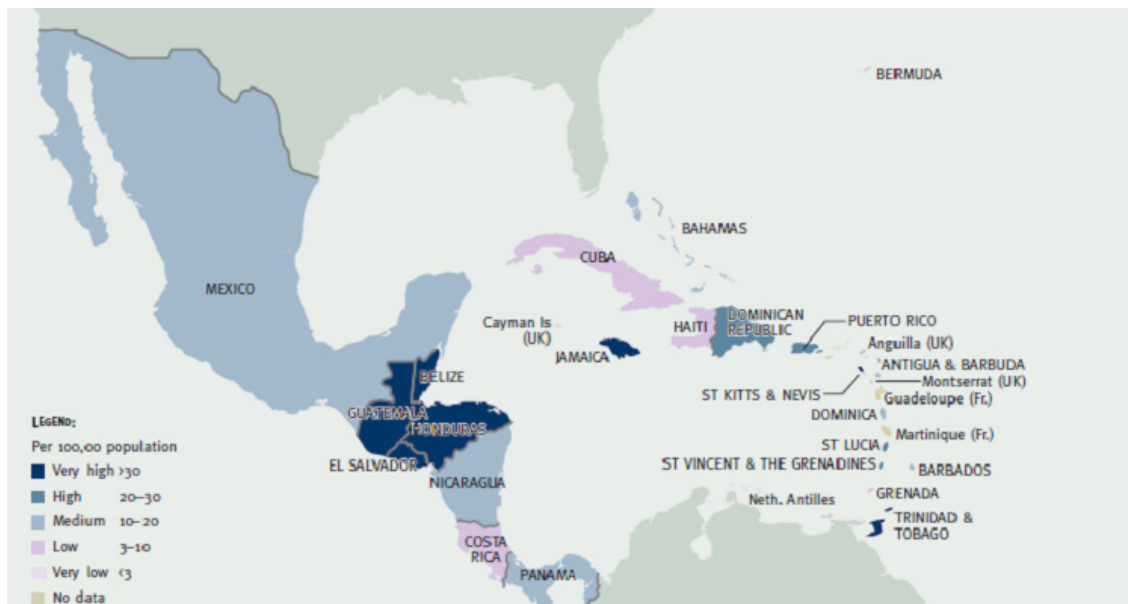 BERMUDA
BAHAMAS
CUBA
MEXICO
DOMINICAN
REPUBLIC
HAITI
PUERTO RICO
Cayman Is
(UK)
JAMAICA
Anguilla (UK)
ANTIGUA & BARBUDA
BELIZE
Montserrat (UK)
ST KITTS & NEVIS
Guadeloupe (Fr.)
GUATEMALA
DOMINICA
HONDURAS
Martinique (Fr.)
ST LUCIA
EL SALVADOR
ST VINCENT & THE GRENADINES
BARBADOS
NICARAGUA
Neth. Antilles
GRENADA
TRINIDAD &
TOBAGO
COSTA
RICA
PANAMA
LEGEND:
Per 100,00 population
Very high >30
High 20–30
Medium 10–20
Low 3–10
Very low <3
No data